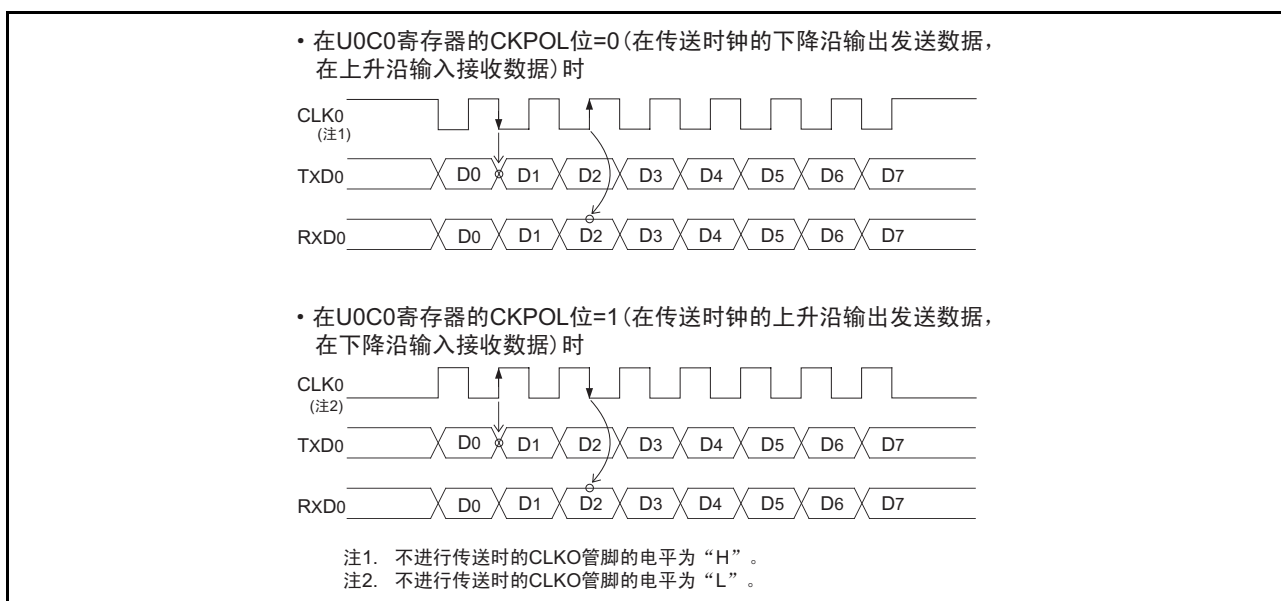 • 在U0C0寄存器的CKPOL位=0(在传送时钟的下降沿输出发送数据，
在上升沿输入接收数据)时
CLK0
(注1)
TXD0 D0 D1 D2 D3 D4 D5 D6 D7
RXD0 D0 D1 D2 D3 D4 D5 D6 D7
• 在U0C0寄存器的CKPOL位=1(在传送时钟的上升沿输出发送数据，
在下降沿输入接收数据)时
CLK0
(注2)
TXD0 D0 D1 D2 D3 D4 D5 D6 D7
RXD0 D0 D1 D2 D3 D4 D5 D6 D7
注1. 不进行传送时的CLKO管脚的电平为“H”。
注2. 不进行传送时的CLKO管脚的电平为“L”。